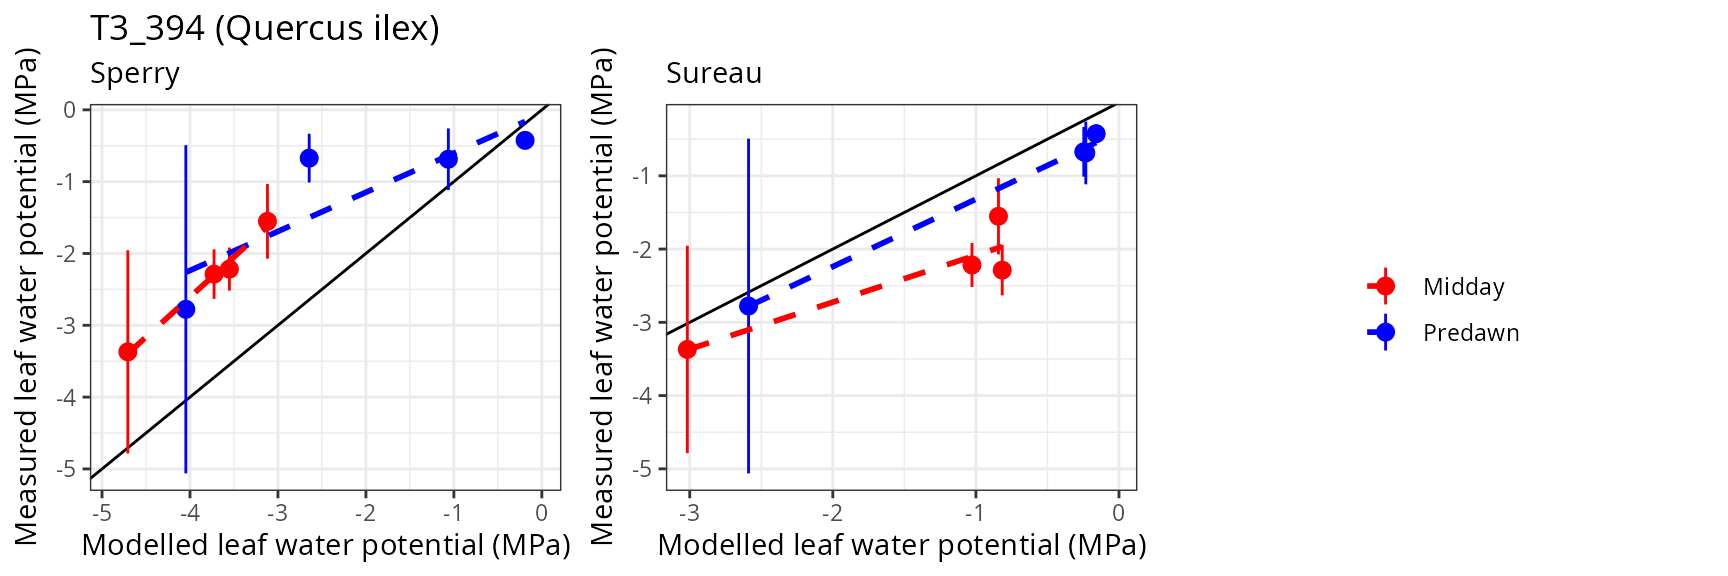 T3_394 (Quercus ilex)
Sperry
Measured leaf water potential (MPa)
0
-1
-2
-3
-4
-5
-5 -4 -3 -2 -1 0
Modelled leaf water potential (MPa)
Sureau
Measured leaf water potential (MPa)
-1
-2
-3
-4
-5
-3 -2 -1 0
Modelled leaf water potential (MPa)
Midday
Predawn